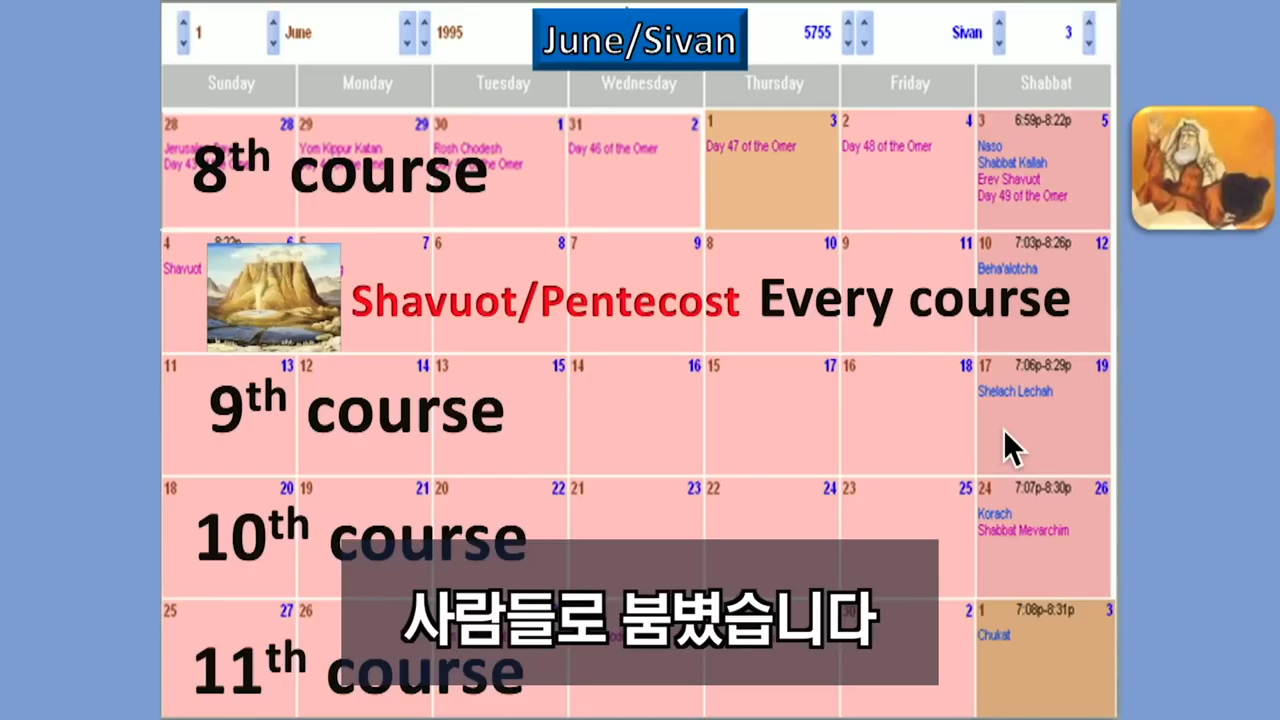 1 June 1995 June/Sivan 5755 Sivan 3
Sunday Monday Tuesday Wednesday Thursday Friday Shabbat
28 28 29 29 30 1 31 2 1 3 2 4 3 6:59p-8:22p 5
Yom Kippur Katan Rosh Chodesh Day 46 of the Omer Day 47 of the Omer Day 48 of the Omer Naso
Shabbat Kallah
Erev Shavuot
Day 49 of the Omer
8th course
4 7 6 8 7 9 8 10 9 11 10 7:03p-8:26p 12
Shavuot Beha'alotcha
Shavuot/Pentecost Every course
11 13 12 14 13 15 14 16 15 17 16 18 17 7:06p-8:29p 19
Shelach Lechah
9th course
18 20 19 21 20 22 21 23 22 24 23 25 24 7:07p-8:30p 26
Korach
Shabbat Mevarchim
10th course
25 27 26 2 1 7:08p-8:31p 3
Chukat
사람들로 붐볐습니다
11th course